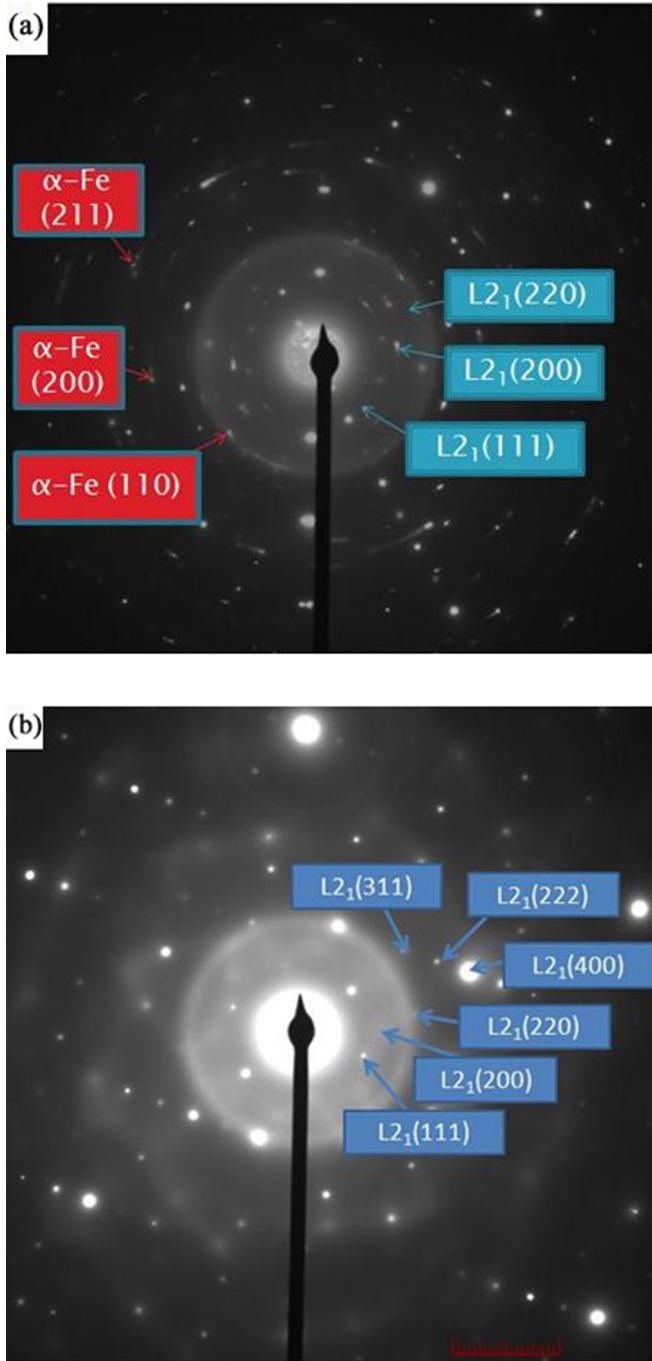 (a)
α-Fe
(211)
L2₁(220)
α-Fe
(200)
L2₁(200)
L2₁(111)
α-Fe (110)
(b)
L2₁(311)
L2₁(222)
L2₁(400)
L2₁(220)
L2₁(200)
L2₁(111)